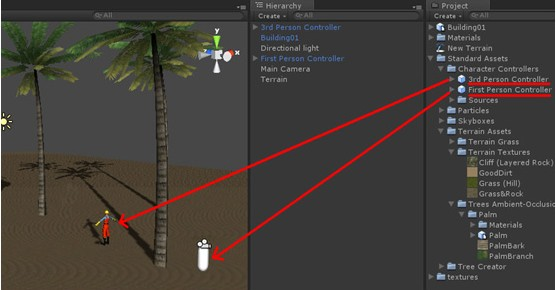 All
y
Hierarchy
Create
All
3rd Person Controller
Building01
Directional light
First Person Controller
Main Camera
Terrain
Project
Create
All
Building01
Materials
New Terrain
Standard Assets
Character Controllers
3rd Person Controller
First Person Controller
Sources
Particles
Skyboxes
Terrain Assets
Terrain Grass
Terrain Textures
Cliff (Layered Rock)
GoodDirt
Grass (Hill)
Grass&Rock
Trees Ambient-Occlusio
Palm
Materials
Palm
PalmBark
PalmBranch
Tree Creator
textures